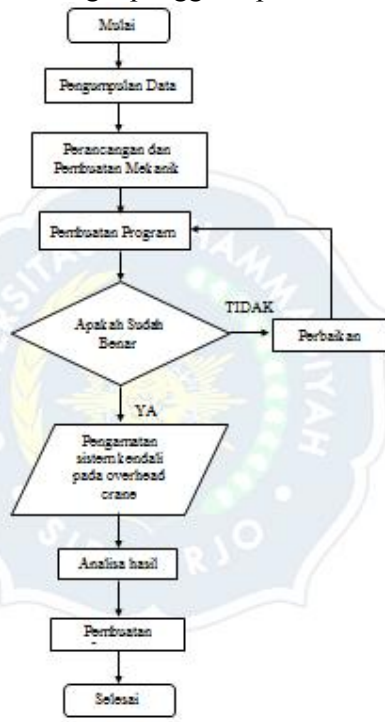 Mulai
Pengumpulan Data
Perancangan dan
Pembuatan Mekanik
Pembuatan Program
Apakah Sudah
Benar
TIDAK
Perbaikan
YA
Pengamatan
sistem kendali
pada overhead
crane
Analisa hasil
Pembuatan
Selesai